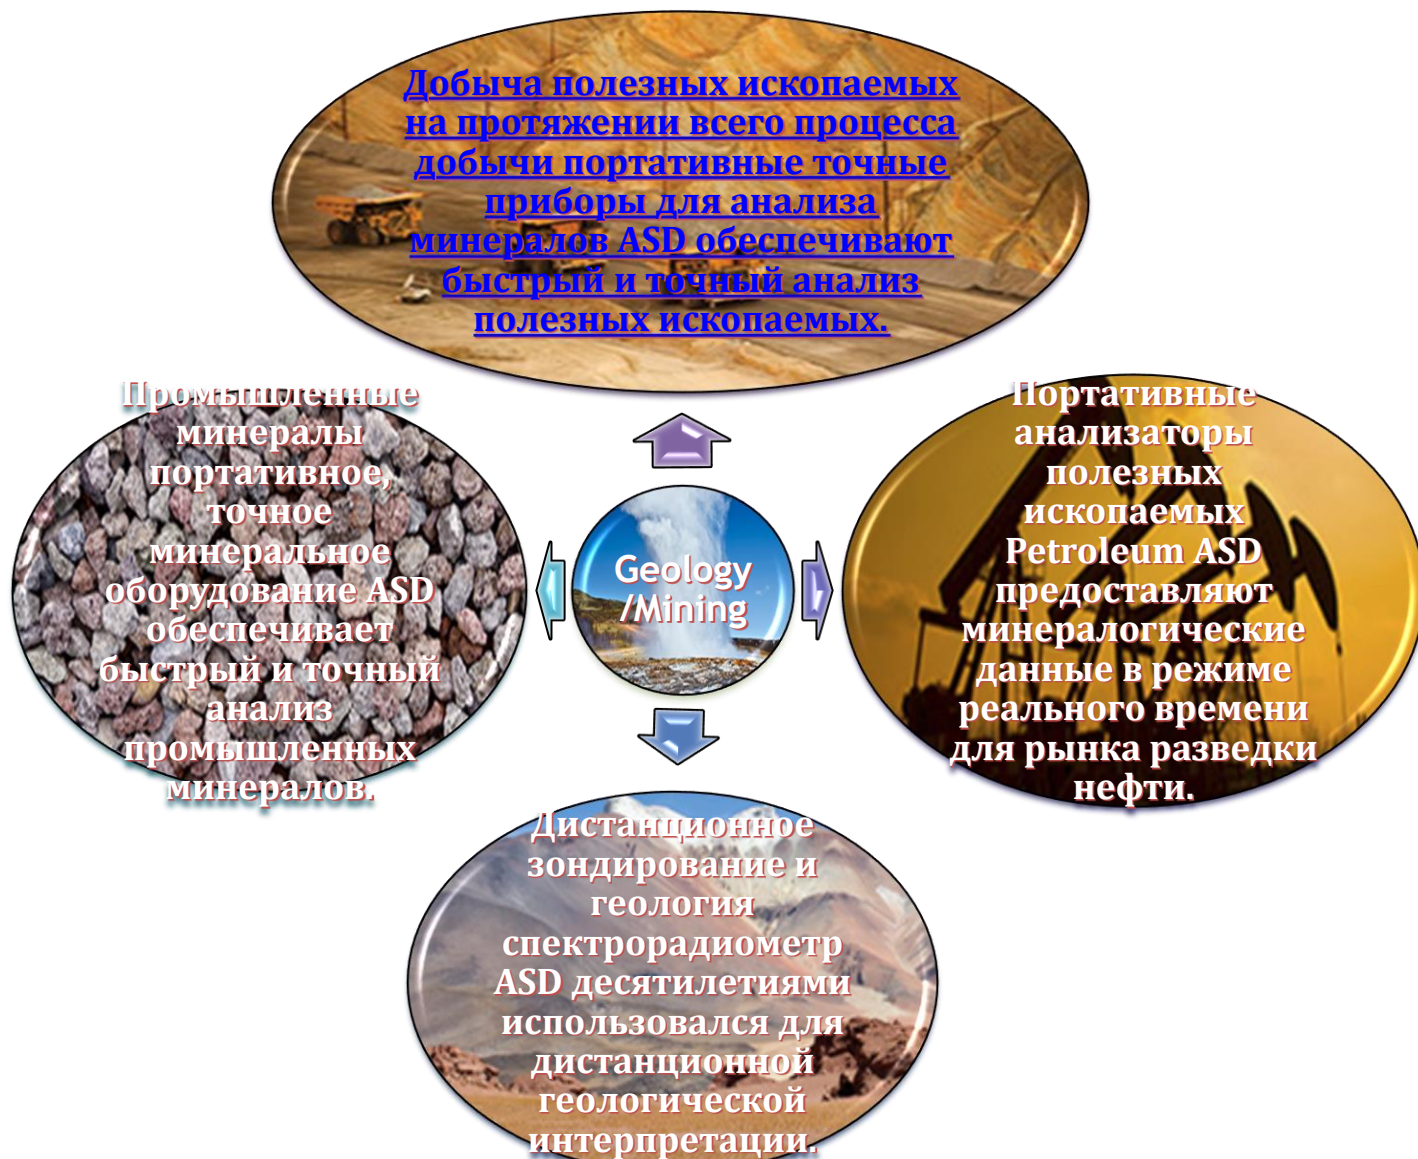 Добыча полезных ископаемых
на протяжении всего процесса
добычи портативные точные
приборы для анализа
минералов ASD обеспечивают
быстрый и точный анализ
полезных ископаемых.
Промышленные
минералы
портативное,
точное
минеральное
оборудование ASD
обеспечивает
быстрый и точный
анализ
промышленных
минералов.
Geology
/Mining
Портативные
анализаторы
полезных
ископаемых
Petroleum ASD
предоставляют
минералогические
данные в режиме
реального времени
для рынка разведки
нефти.
Дистанционное
зондирование и
геология
спектрорадиометр
ASD десятилетиями
использовался для
дистанционной
геологической
интерпретации.